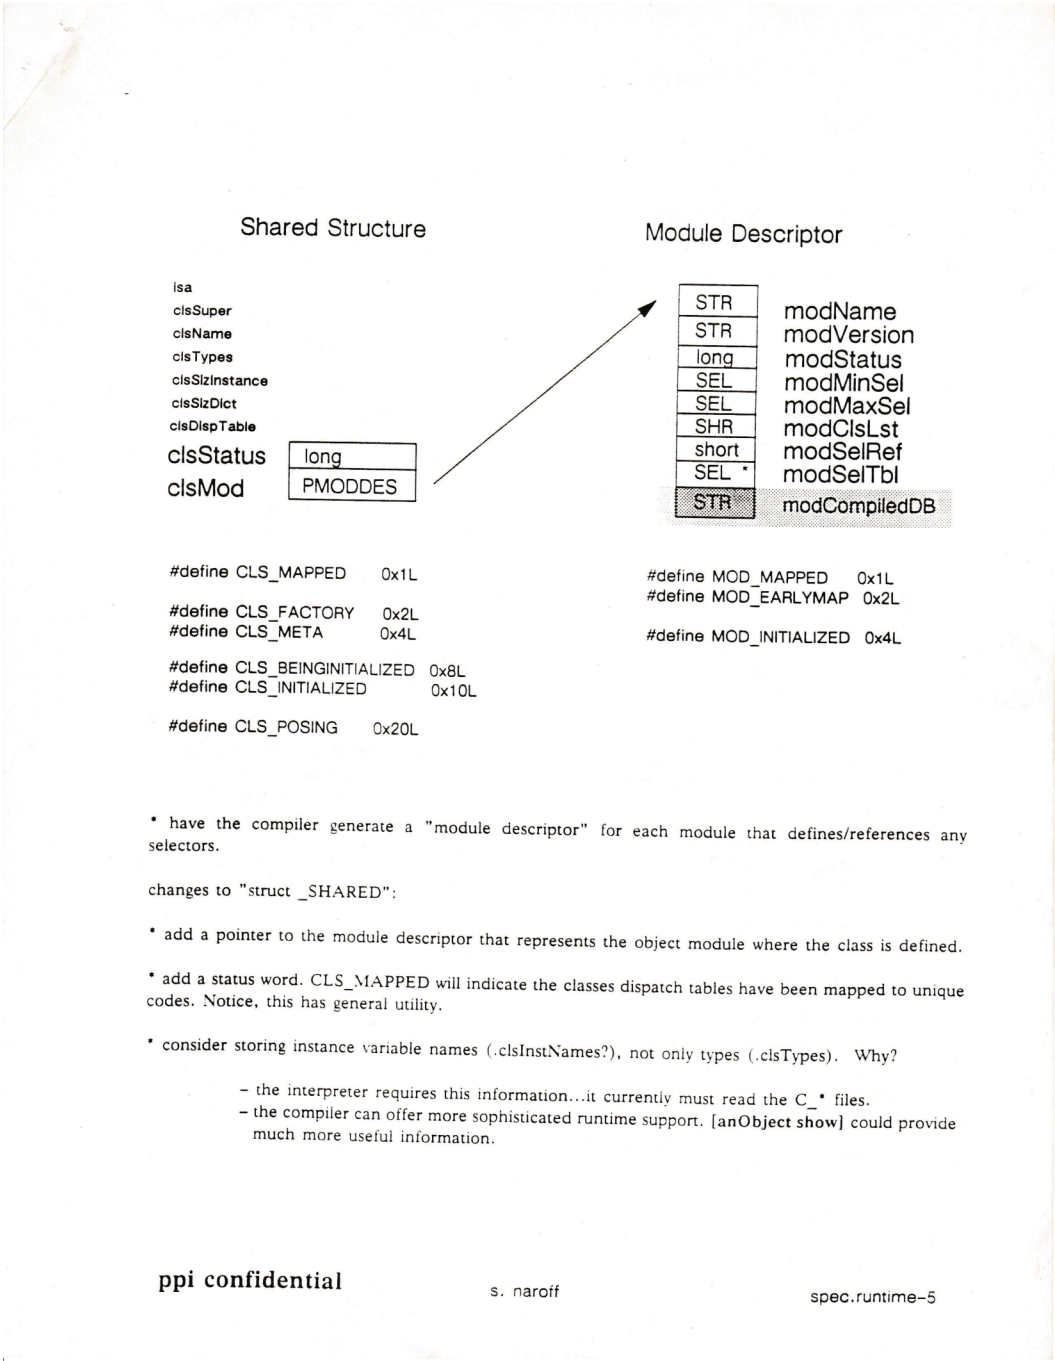 Shared Structure
Module Descriptor
isa
clsSuper
clsName
clsTypes
clsSizInstance
clsSizDict
clsDispTable
clsStatus long
clsMod PMODDES
STR modName
STR modVersion
long modStatus
SEL modMinSel
SEL modMaxSel
SHR modClsLst
short modSelRef
SEL * modSelTbl
STR modCompiledDB
#define CLS_MAPPED 0x1L
#define CLS_FACTORY 0x2L
#define CLS_META 0x4L
#define CLS_BEINGINITIALIZED 0x8L
#define CLS_INITIALIZED 0x10L
#define CLS_POSING 0x20L
#define MOD_MAPPED 0x1L
#define MOD_EARLYMAP 0x2L
#define MOD_INITIALIZED 0x4L
* have the compiler generate a "module descriptor" for each module that defines/references any
selectors.
changes to "struct _SHARED":
* add a pointer to the module descriptor that represents the object module where the class is defined.
* add a status word. CLS_MAPPED will indicate the classes dispatch tables have been mapped to unique
codes. Notice, this has general utility.
* consider storing instance variable names (.clsInstNames?), not only types (.clsTypes). Why?
– the interpreter requires this information...it currently must read the C_* files.
– the compiler can offer more sophisticated runtime support. [anObject show] could provide
much more useful information.
ppi confidential
s. naroff
spec.runtime–5